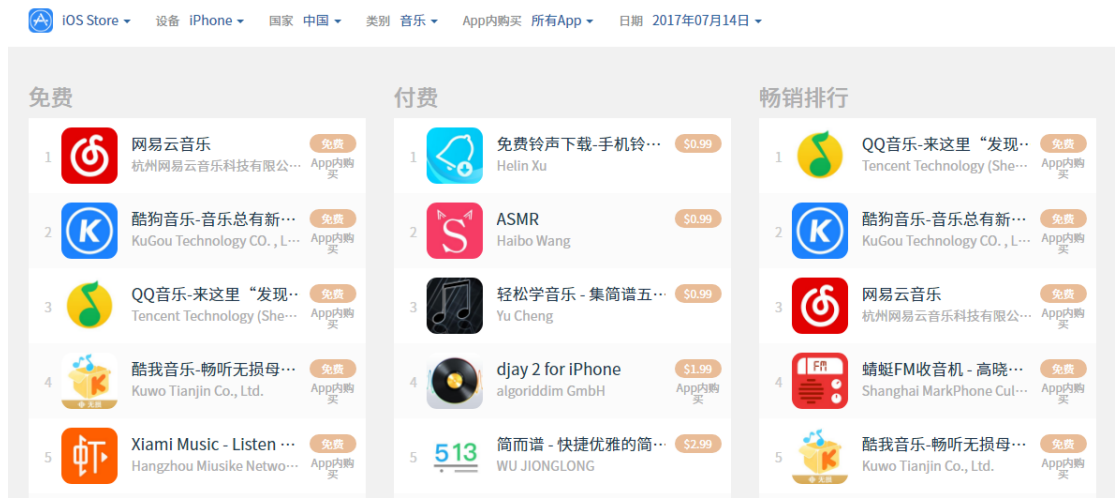 iOS Store 设备 iPhone 国家 中国 类别 音乐 App内购买 所有App 日期 2017年07月14日
免费
1
网易云音乐
杭州网易云音乐科技有限公…
免费
App内购
买
2
酷狗音乐-音乐总有新…
KuGou Technology CO. , L…
免费
App内购
买
3
QQ音乐-来这里“发现…
Tencent Technology (She…
免费
App内购
买
4
酷我音乐-畅听无损母…
Kuwo Tianjin Co., Ltd.
免费
App内购
买
5
Xiami Music - Listen …
Hangzhou Miusike Netwo…
免费
App内购
买
付费
1
免费铃声下载-手机铃…
Helin Xu
$0.99
2
ASMR
Haibo Wang
$0.99
3
轻松学音乐 - 集简谱五…
Yu Cheng
$0.99
4
djay 2 for iPhone
algoriddim GmbH
$1.99
App内购
买
5
513
简而谱 - 快捷优雅的简…
WU JIONGLONG
$2.99
畅销排行
1
QQ音乐-来这里“发现…
Tencent Technology (She…
免费
App内购
买
2
酷狗音乐-音乐总有新…
KuGou Technology CO. , L…
免费
App内购
买
3
网易云音乐
杭州网易云音乐科技有限公…
免费
App内购
买
4
FM
蜻蜓FM收音机 - 高晓…
Shanghai MarkPhone Cul…
免费
App内购
买
5
酷我音乐-畅听无损母…
Kuwo Tianjin Co., Ltd.
免费
App内购
买